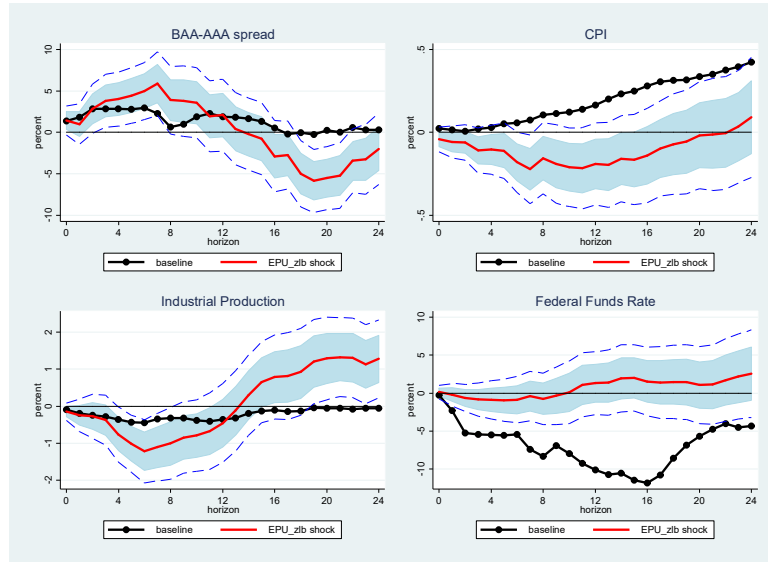 BAA-AAA spread
percent
10
5
0
-5
-10
0 4 8 12 16 20 24
horizon
baseline EPU_zlb shock
CPI
percent
.5
0
-.5
0 4 8 12 16 20 24
horizon
baseline EPU_zlb shock
Industrial Production
percent
2
1
0
-1
-2
0 4 8 12 16 20 24
horizon
baseline EPU_zlb shock
Federal Funds Rate
percent
10
5
0
-5
-10
0 4 8 12 16 20 24
horizon
baseline EPU_zlb shock